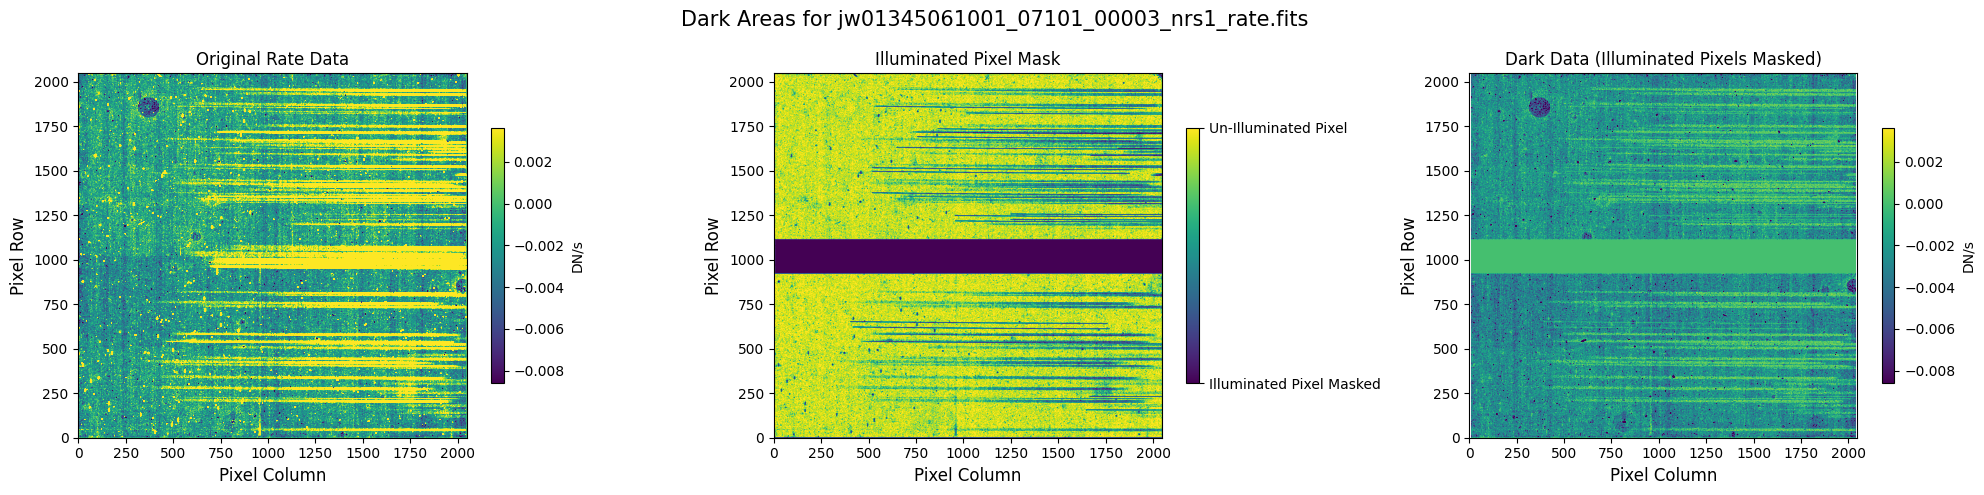 Dark Areas for jw01345061001_07101_00003_nrs1_rate.fits
Original Rate Data
Pixel Row
2000
1750
1500
1250
1000
750
500
250
0
0 250 500 750 1000 1250 1500 1750 2000
Pixel Column
0.002
0.000
−0.002
−0.004
−0.006
−0.008
DN/s
Illuminated Pixel Mask
Pixel Row
2000
1750
1500
1250
1000
750
500
250
0
0 250 500 750 1000 1250 1500 1750 2000
Pixel Column
Un-Illuminated Pixel
Illuminated Pixel Masked
Dark Data (Illuminated Pixels Masked)
Pixel Row
2000
1750
1500
1250
1000
750
500
250
0
0 250 500 750 1000 1250 1500 1750 2000
Pixel Column
0.002
0.000
−0.002
−0.004
−0.006
−0.008
DN/s